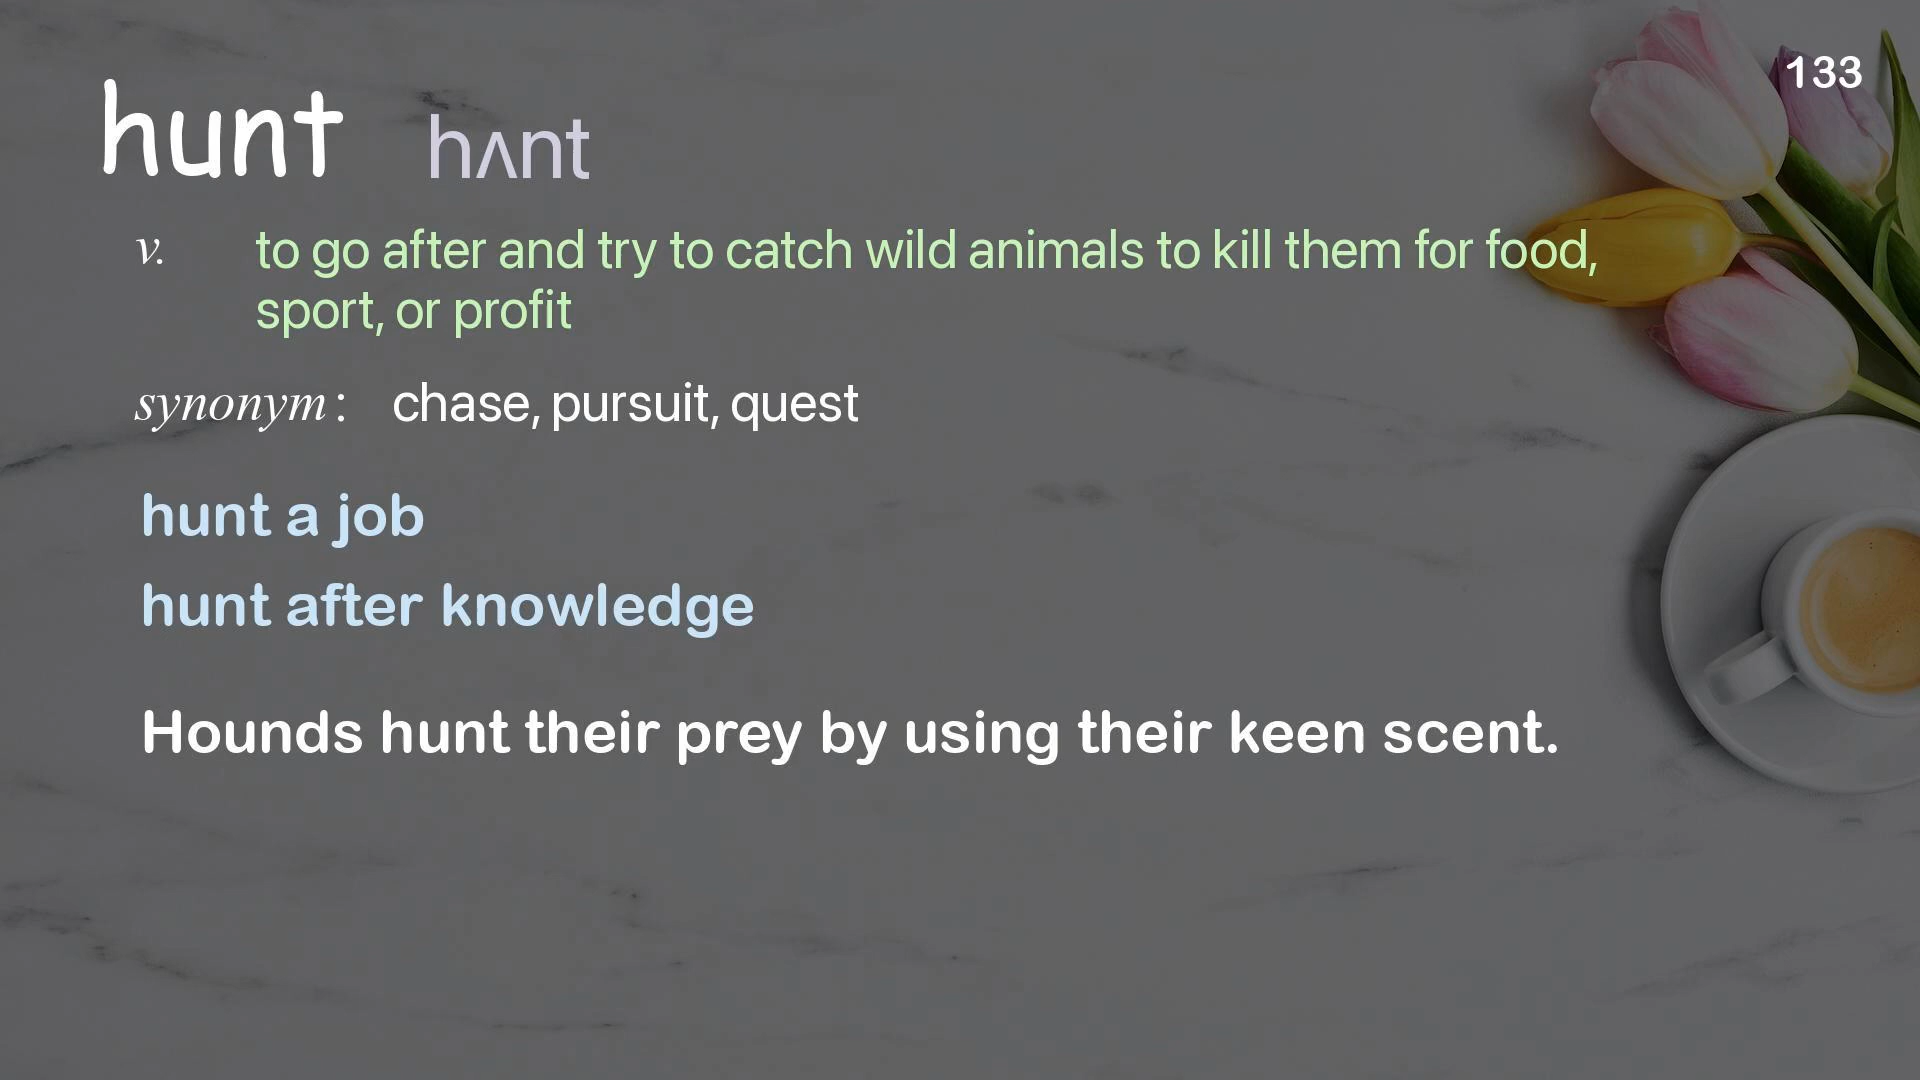 133
hunt hʌnt
v. to go after and try to catch wild animals to kill them for food,
sport, or profit
synonym: chase, pursuit, quest
hunt a job
hunt after knowledge
Hounds hunt their prey by using their keen scent.